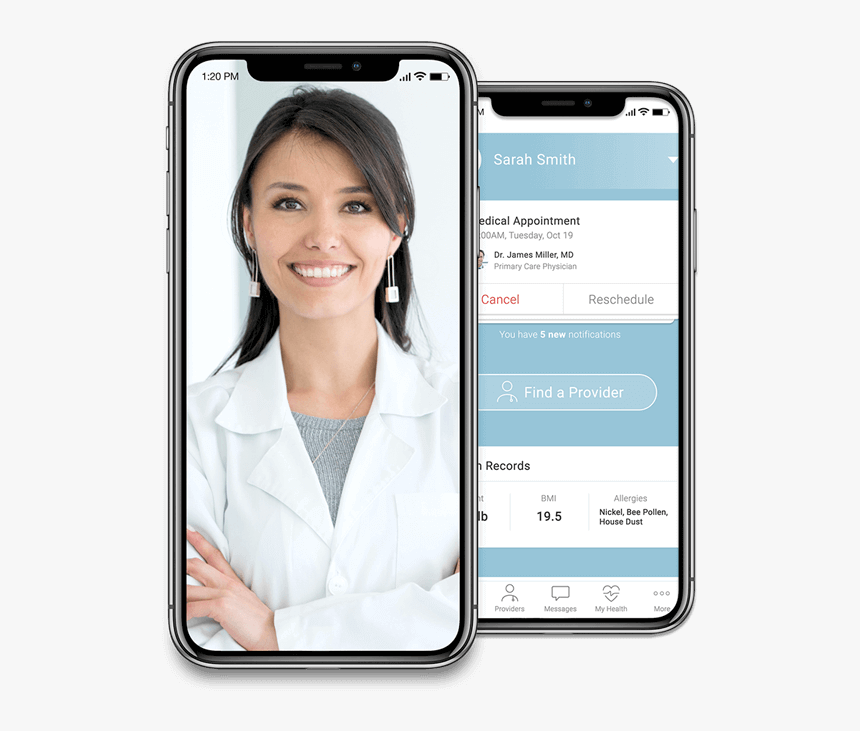 1:20 PM
M
Sarah Smith
edical Appointment
:00AM, Tuesday, Oct 19
Dr. James Miller, MD
Primary Care Physician
Cancel
Reschedule
You have 5 new notifications
Find a Provider
h Records
ht
BMI
Allergies
lb
19.5
Nickel, Bee Pollen,
House Dust
Providers
Messages
My Health
More